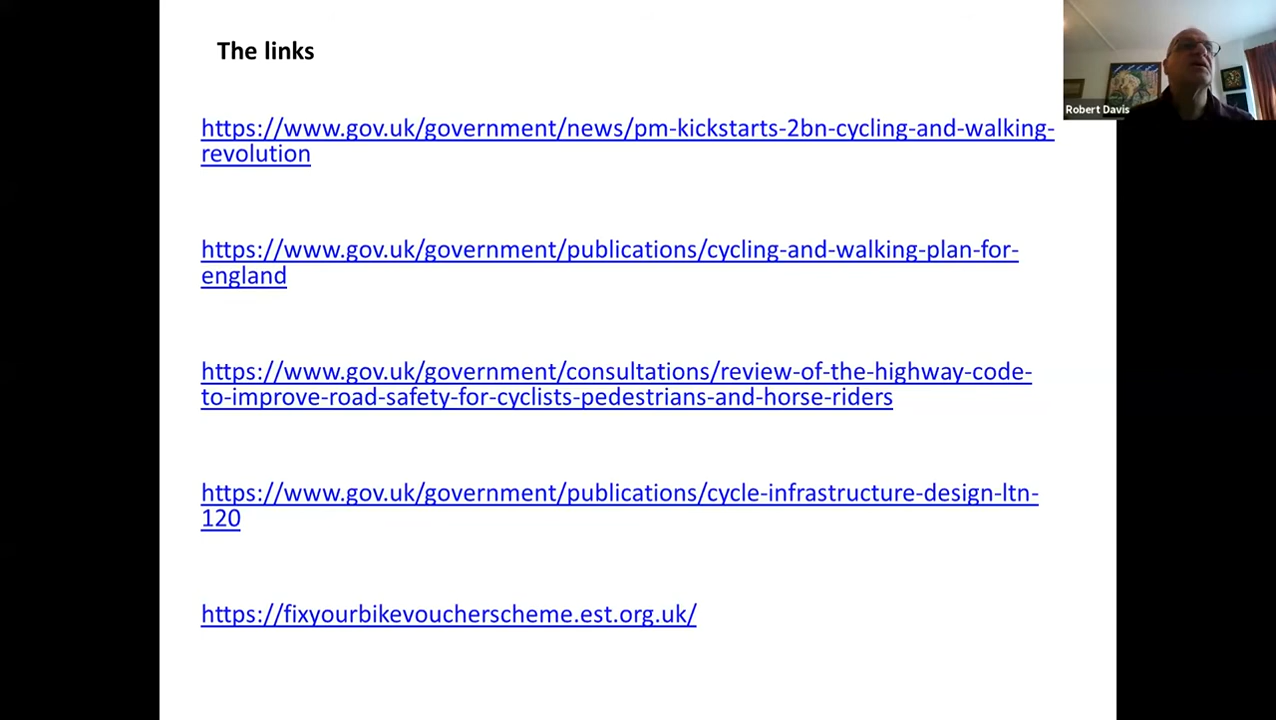 The links
Robert Davis
https://www.gov.uk/government/news/pm-kickstarts-2bn-cycling-and-walking-
revolution
https://www.gov.uk/government/publications/cycling-and-walking-plan-for-
england
https://www.gov.uk/government/consultations/review-of-the-highway-code-
to-improve-road-safety-for-cyclists-pedestrians-and-horse-riders
https://www.gov.uk/government/publications/cycle-infrastructure-design-ltn-
120
https://fixyourbikevoucherscheme.est.org.uk/